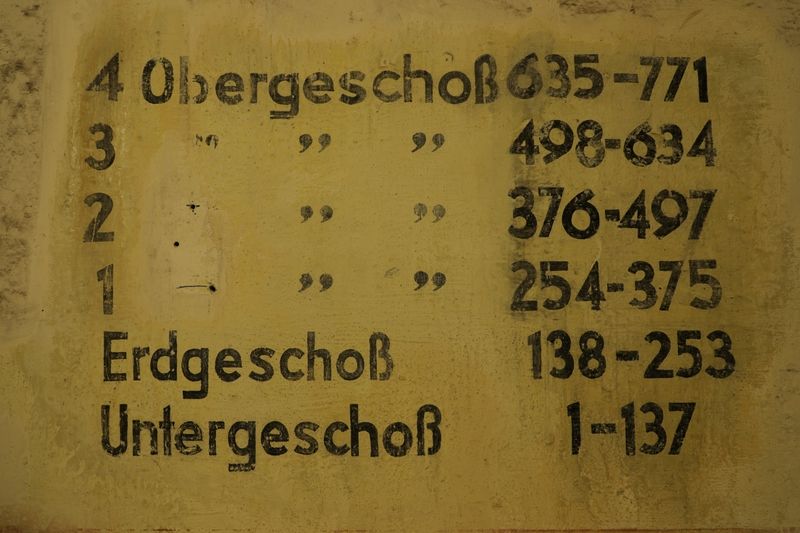 4 Obergeschoß 635-771
3 " " " 498-634
2 " " 376-497
1 " " 254-375
Erdgeschoß 138-253
Untergeschoß 1-137